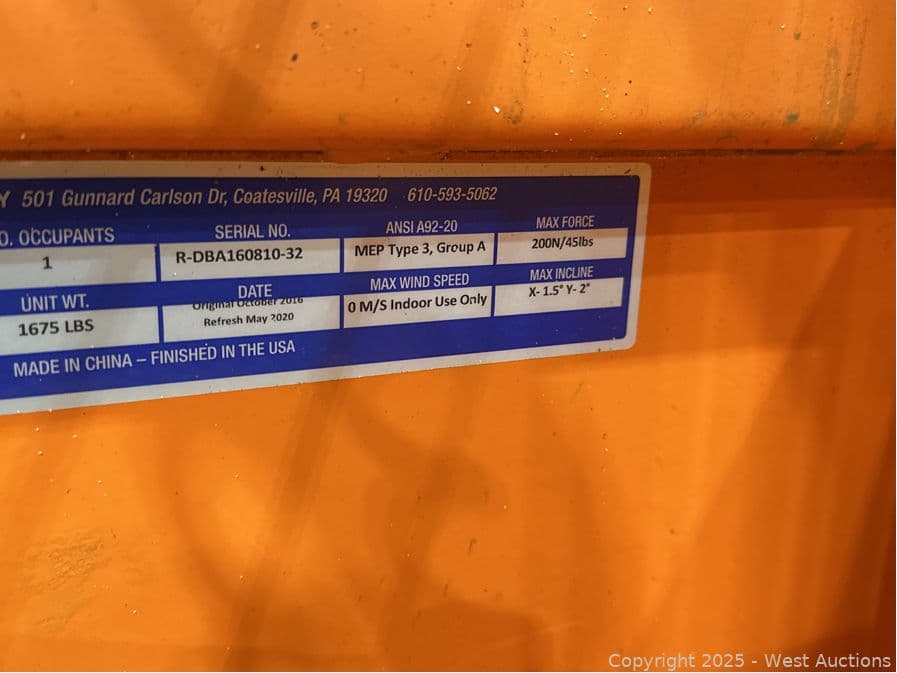 Y 501 Gunnard Carlson Dr, Coatesville, PA 19320 610-593-5062
O. OCCUPANTS SERIAL NO. ANSI A92-20 MAX FORCE
1 R-DBA160810-32 MEP Type 3, Group A 200N/45lbs
UNIT WT. DATE MAX WIND SPEED MAX INCLINE
Original October 2016
1675 LBS Refresh May 2020 0 M/S Indoor Use Only X- 1.5° Y- 2°
MADE IN CHINA – FINISHED IN THE USA
Copyright 2025 - West Auctions